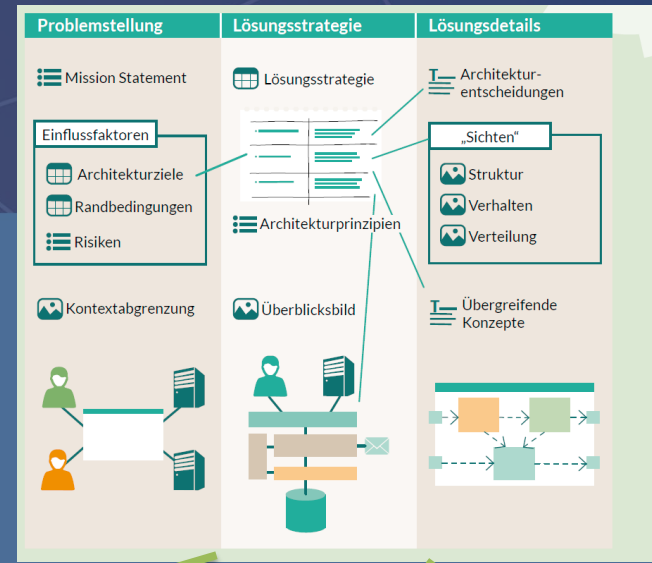 Problemstellung
Mission Statement
Einflussfaktoren
Architekturziele
Randbedingungen
Risiken
Kontextabgrenzung
Lösungsstrategie
Lösungsstrategie
Architekturprinzipien
Überblicksbild
Lösungsdetails
Architektur-
entscheidungen
„Sichten“
Struktur
Verhalten
Verteilung
Übergreifende
Konzepte